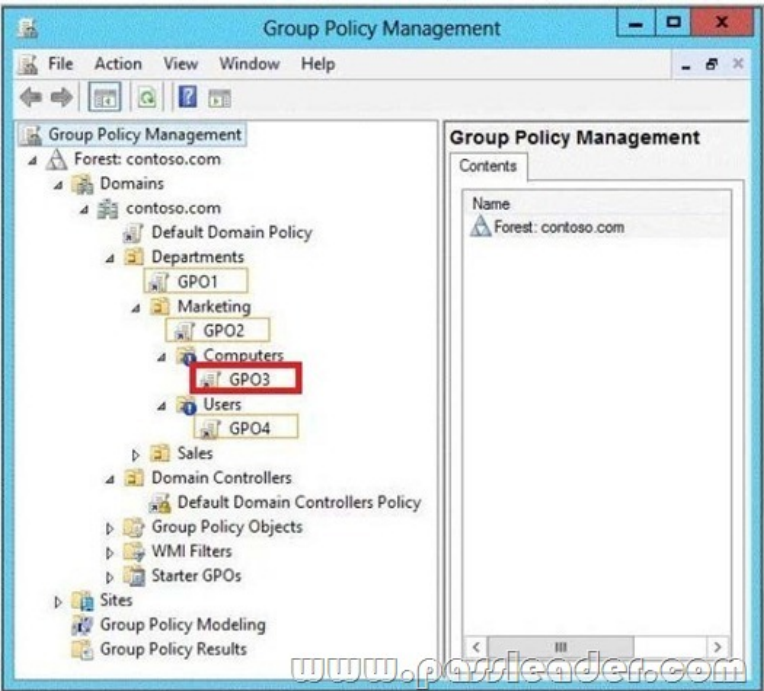 Group Policy Management
File Action View Window Help
Group Policy Management
Forest: contoso.com
Domains
contoso.com
Default Domain Policy
Departments
GPO1
Marketing
GPO2
Computers
GPO3
Users
GPO4
Sales
Domain Controllers
Default Domain Controllers Policy
Group Policy Objects
WMI Filters
Starter GPOs
Sites
Group Policy Modeling
Group Policy Results
Group Policy Management
Contents
Name
Forest: contoso.com
www.passleader.com